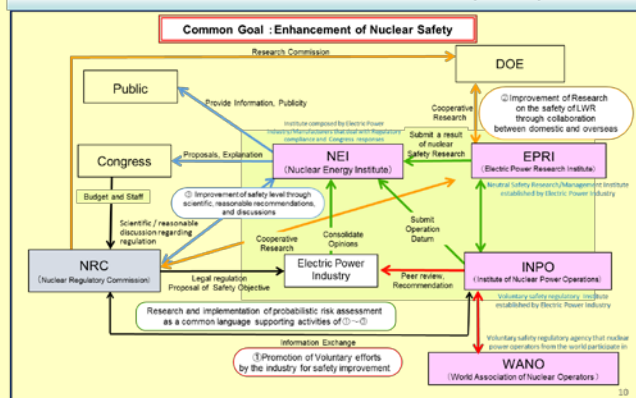 Common Goal :Enhancement of Nuclear Safety
Research Commission
DOE
Public
Provide Information, Publicity
Cooperative
Research
②Improvement of Research
on the safety of LWR
through collaboration
between domestic and overseas
Institute composed by Electric Power
Industry/Manufacturers that deal with Regulatory
compliance and Congress responses
Submit a result
of nuclear
Safety Research
Congress
Proposals, Explanation
NEI
(Nuclear Energy Institute)
EPRI
(Electric Power Research Institute)
Budget and Staff
③ Improvement of safety level through
scientific, reasonable recommendations,
and discussions
Neutral Safety Research/Management Institute
established by Electric Power Industry
Scientific / reasonable
discussion regarding
regulation
Cooperative
Research
Consolidate
Opinions
Submit
Operation
Datum
NRC
(Nuclear Regulatory Commission)
Legal regulation
Proposal of Safety Objective
Electric Power
Industry
Peer review,
Recommendation
INPO
(Institute of Nuclear Power Operations)
Research and implementation of probabilistic risk assessment
as a common language supporting activities of ①～③
Voluntary safety regulatory Institute
established by Electric Power Industry
Information Exchange
①Promotion of Voluntary efforts
by the industry for safety improvement
Voluntary safety regulatory agency that nuclear
power operators from the world participate in
WANO
(World Association of Nuclear Operators)
10